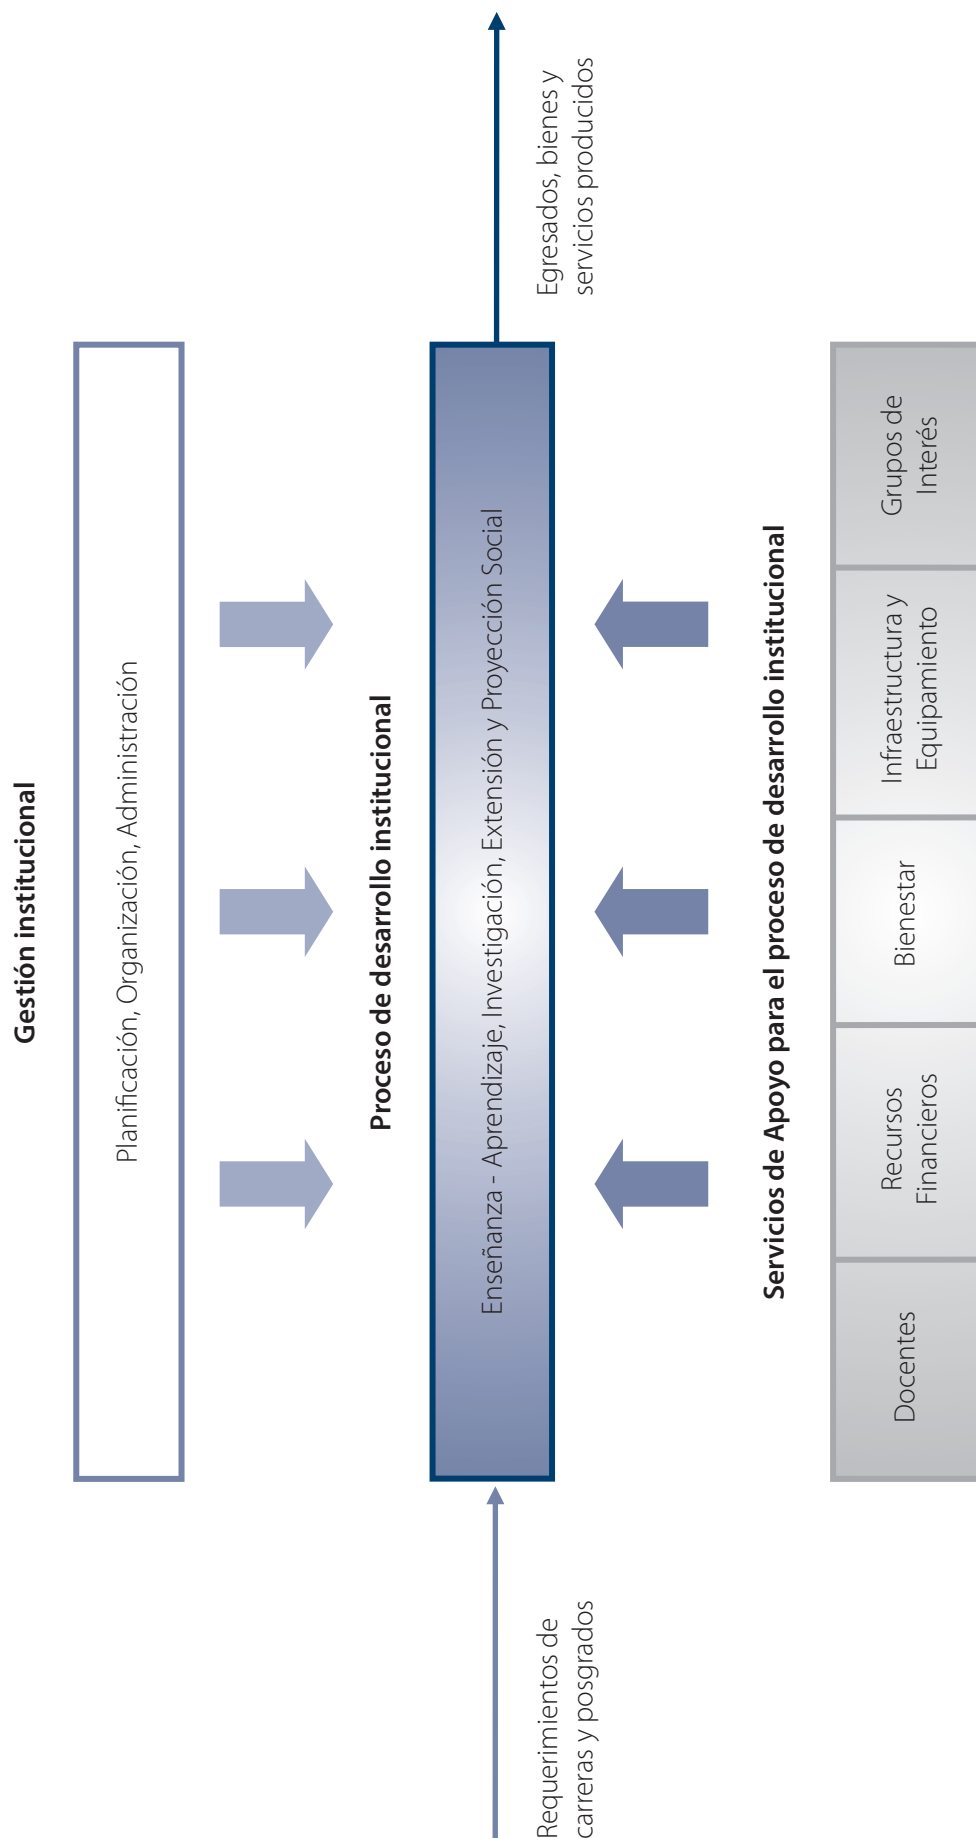 Gestión institucional
Planificación, Organización, Administración
Proceso de desarrollo institucional
Requerimientos de
carreras y posgrados
Enseñanza - Aprendizaje, Investigación, Extensión y Proyección Social
Egresados, bienes y
servicios producidos
Servicios de Apoyo para el proceso de desarrollo institucional
Docentes
Recursos
Financieros
Bienestar
Infraestructura y
Equipamiento
Grupos de
Interés